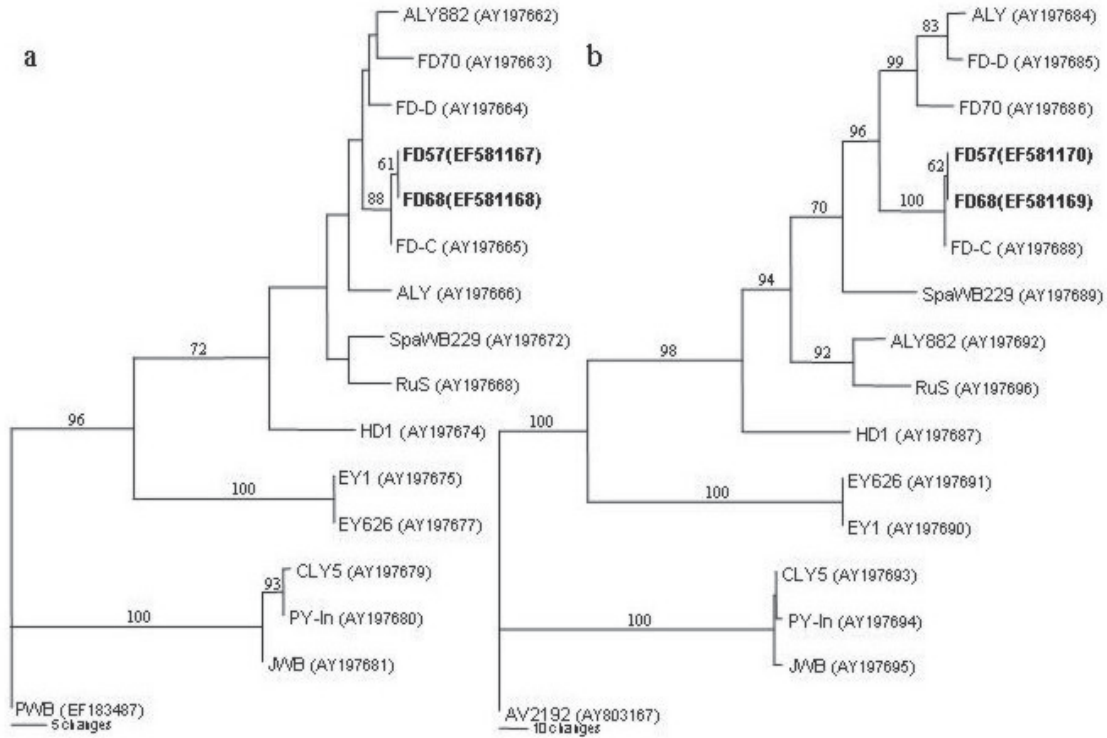 a
ALY882 (AY197662)
FD70 (AY197663)
FD-D (AY197664)
61
FD57(EF581167)
FD68(EF581168)
88
FD-C (AY197665)
ALY (AY197666)
SpaWB229 (AY197672)
RuS (AY197668)
72
HD1 (AY197674)
96
EY1 (AY197675)
100
EY626 (AY197677)
CLY5 (AY197679)
93
PY-In (AY197680)
100
JWB (AY197681)
PWB (EF183487)
5 changes
b
83
ALY (AY197684)
FD-D (AY197685)
99
FD70 (AY197686)
96
FD57(EF581170)
62
FD68(EF581169)
100
FD-C (AY197688)
70
SpaWB229 (AY197689)
94
ALY882 (AY197692)
92
RuS (AY197696)
98
HD1 (AY197687)
100
EY626 (AY197691)
100
EY1 (AY197690)
CLY5 (AY197693)
PY-In (AY197694)
100
JWB (AY197695)
AV2192 (AY803167)
10 changes